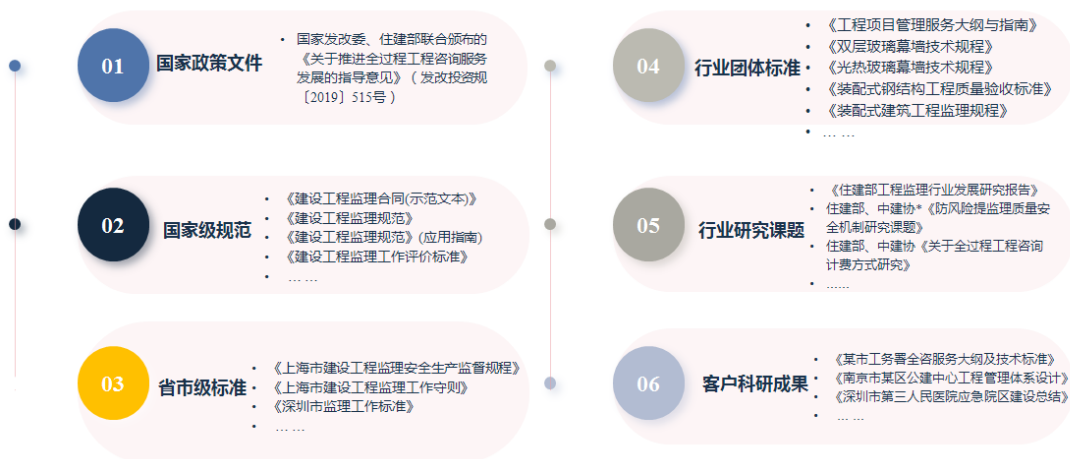 01
国家政策文件
• 国家发改委、住建部联合颁布的
《关于推进全过程工程咨询服务
发展的指导意见》（发改投资规
〔2019〕515号）
02
国家级规范
• 《建设工程监理合同(示范文本)》
• 《建设工程监理规范》
• 《建设工程监理规范》(应用指南)
• 《建设工程监理工作评价标准》
• … …
03
省市级标准
• 《上海市建设工程监理安全生产监督规程》
• 《上海市建设工程监理工作守则》
• 《深圳市监理工作标准》
• … …
04
行业团体标准
• 《工程项目管理服务大纲与指南》
• 《双层玻璃幕墙技术规程》
• 《光热玻璃幕墙技术规程》
• 《装配式钢结构工程质量验收标准》
• 《装配式建筑工程监理规程》
• … …
05
行业研究课题
• 《住建部工程监理行业发展研究报告》
• 住建部、中建协*《防风险提监理质量安
全机制研究课题》
• 住建部、中建协《关于全过程工程咨询
计费方式研究》
• ……
06
客户科研成果
• 《某市工务署全咨服务大纲及技术标准》
• 《南京市某区公建中心工程管理体系设计》
• 《深圳市第三人民医院应急院区建设总结》
• … …